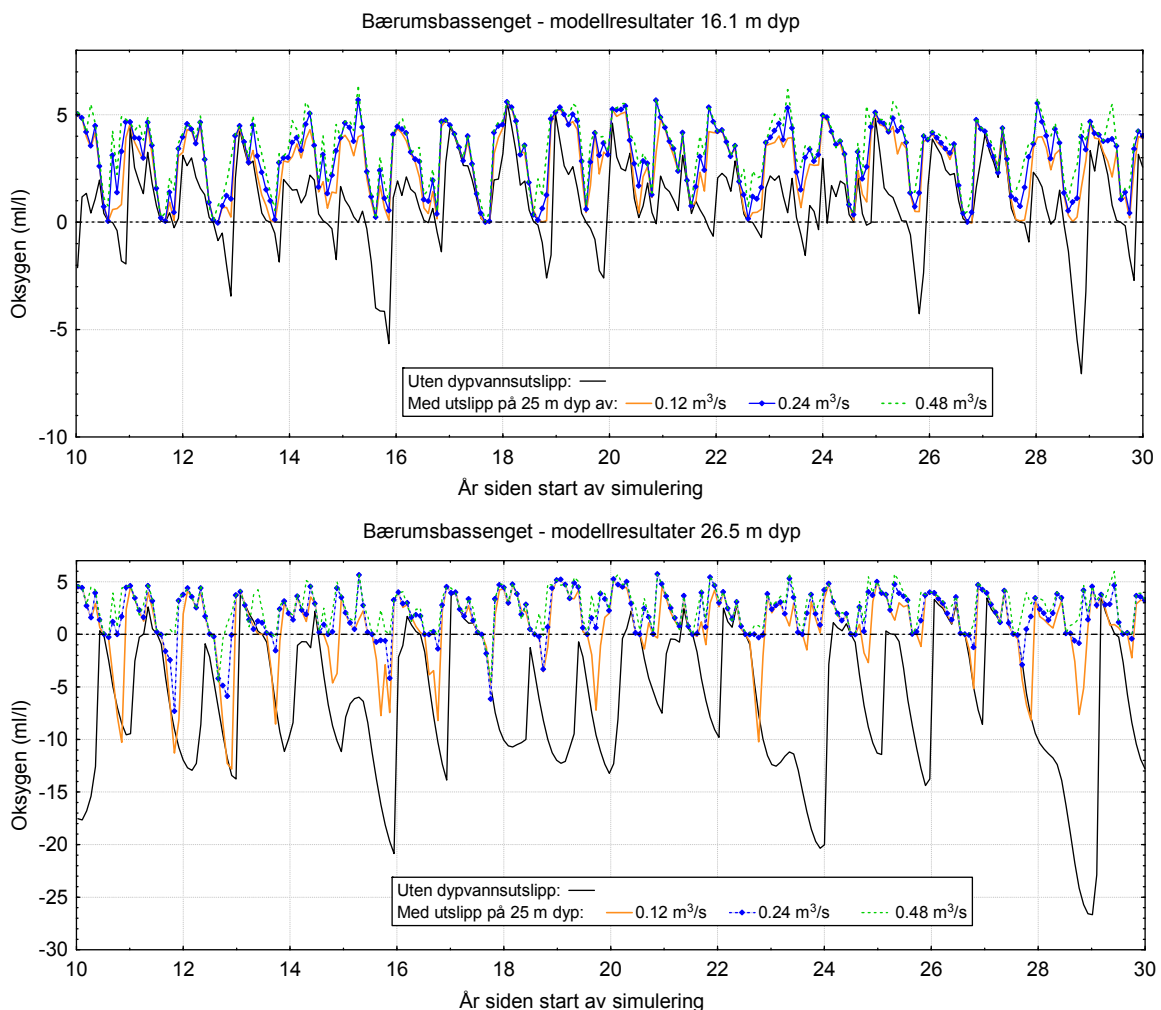 Bærumsbassenget - modellresultater 16.1 m dyp
Oksygen (ml/l)
5
0
-5
-10
Uten dypvannsutslipp:
Med utslipp på 25 m dyp av: 0.12 m³/s 0.24 m³/s 0.48 m³/s
10 12 14 16 18 20 22 24 26 28 30
År siden start av simulering
Bærumsbassenget - modellresultater 26.5 m dyp
Oksygen (ml/l)
5
0
-5
-10
-15
-20
-25
-30
Uten dypvannsutslipp:
Med utslipp på 25 m dyp: 0.12 m³/s 0.24 m³/s 0.48 m³/s
10 12 14 16 18 20 22 24 26 28 30
År siden start av simulering